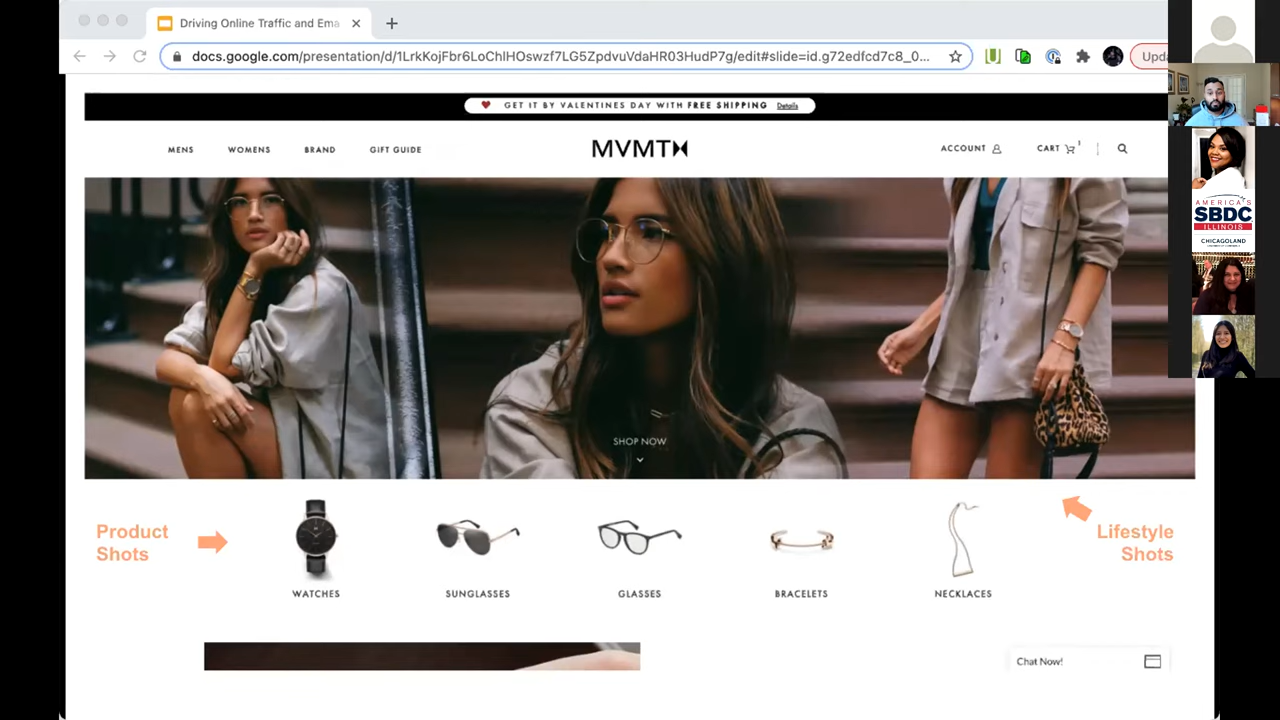 Driving Online Traffic and Ema
docs.google.com/presentation/d/1LrkKojFbr6LoChlHOswzf7LG5ZpdvuVdaHR03HudP7g/edit#slide=id.g72edfcd7c8_0...
Upda
GET IT BY VALENTINES DAY WITH FREE SHIPPING Details
MENS WOMENS BRAND GIFT GUIDE MVMT ACCOUNT CART 1
AMERICA'S
SBDC
ILLINOIS
CHICAGOLAND
SHOP NOW
Product
Shots
Lifestyle
Shots
WATCHES SUNGLASSES GLASSES BRACELETS NECKLACES
Chat Now!